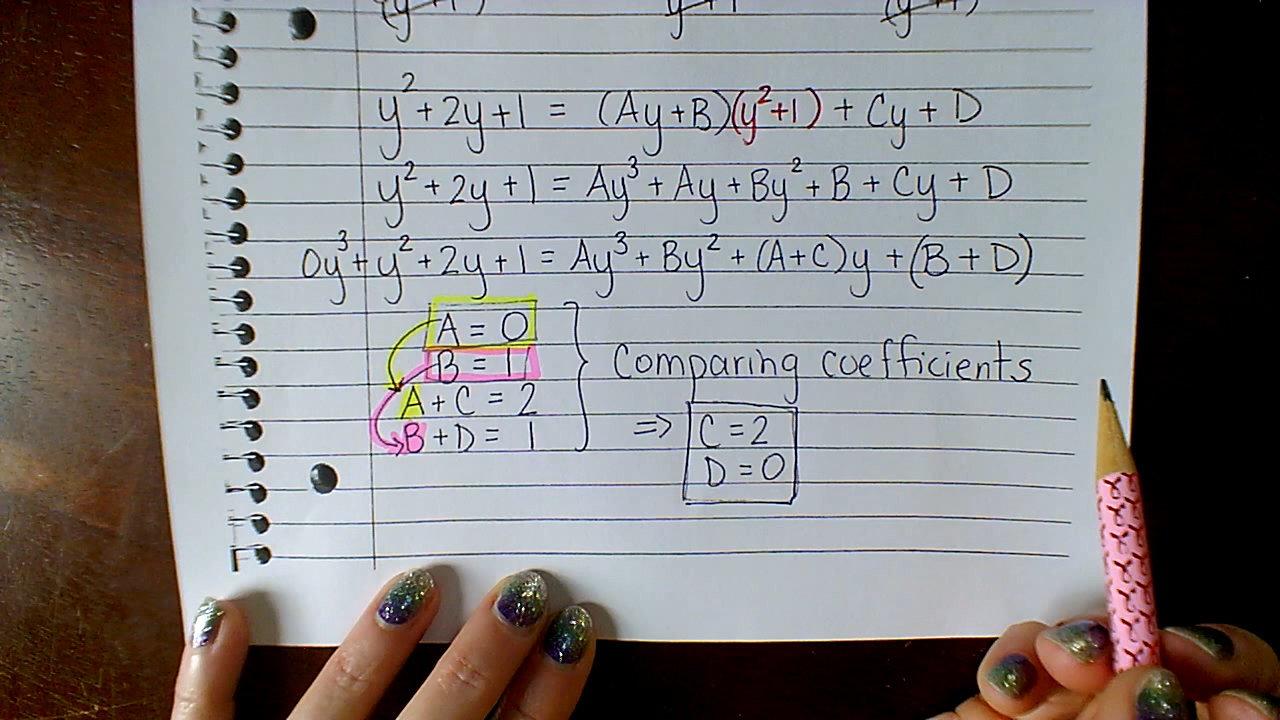 y² + 2y + 1 = (Ay + B)(y² + 1) + Cy + D
y² + 2y + 1 = Ay³ + Ay + By² + B + Cy + D
0y³ + y² + 2y + 1 = Ay³ + By² + (A + C)y + (B + D)
A = 0
B = 1
A + C = 2
B + D = 1
Comparing coefficients
⇒ C = 2
D = 0